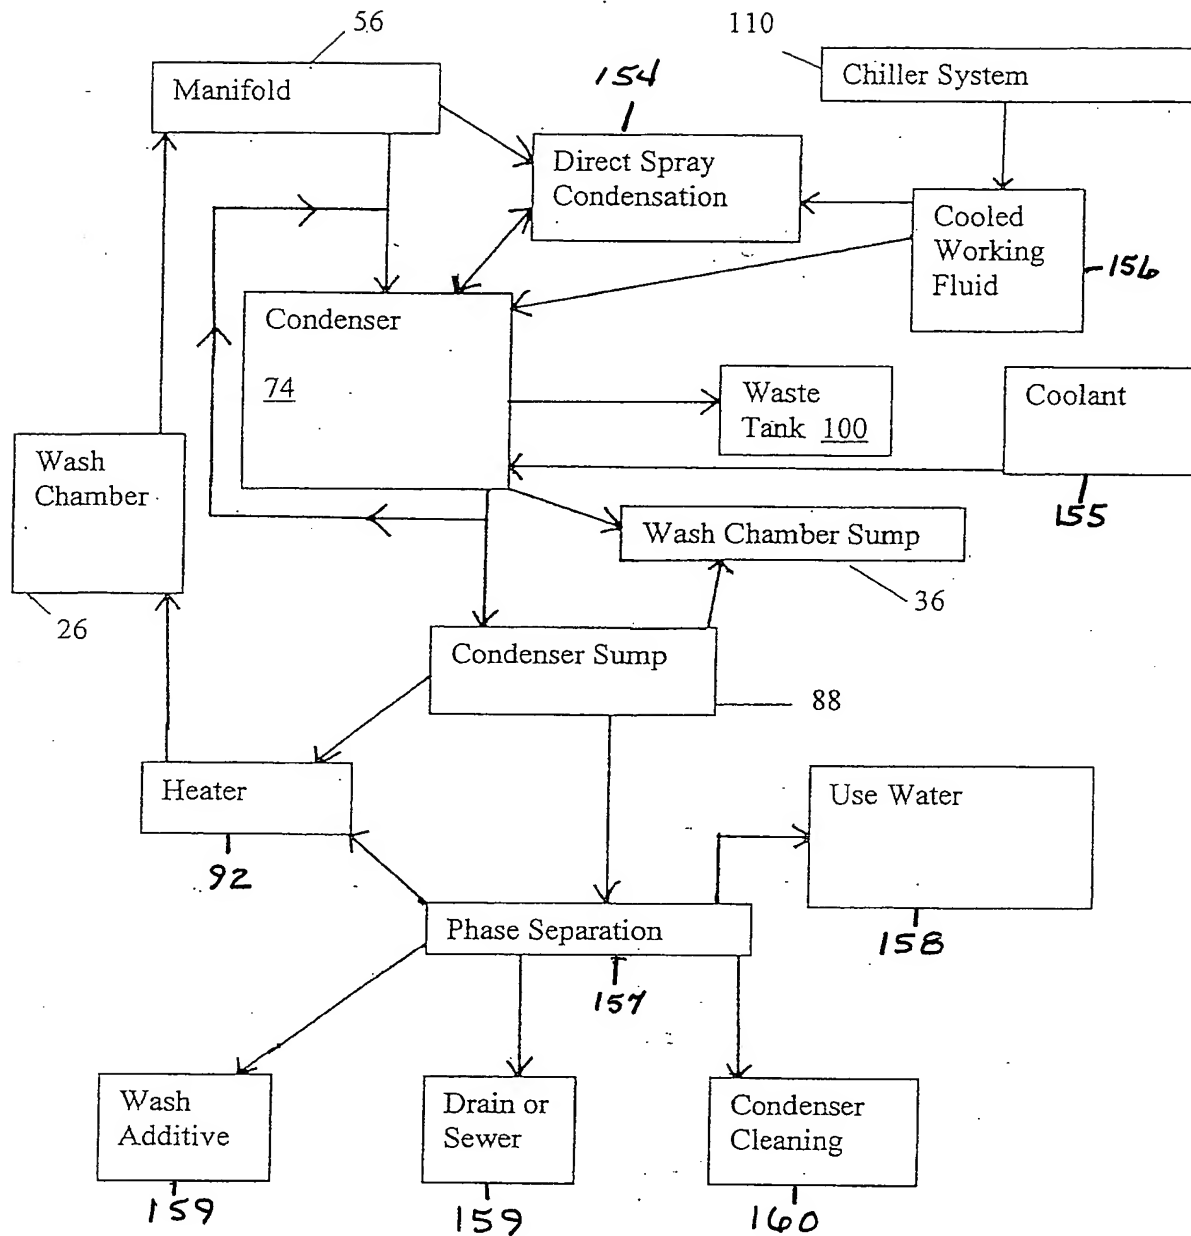 56
110
Manifold
154
Chiller System
Direct Spray
Condensation
Cooled
Working
Fluid
156
Condenser
74
Waste
Tank 100
Coolant
155
Wash
Chamber
26
Wash Chamber Sump
36
Condenser Sump
88
Heater
92
Use Water
158
Phase Separation
157
Wash
Additive
159
Drain or
Sewer
159
Condenser
Cleaning
160